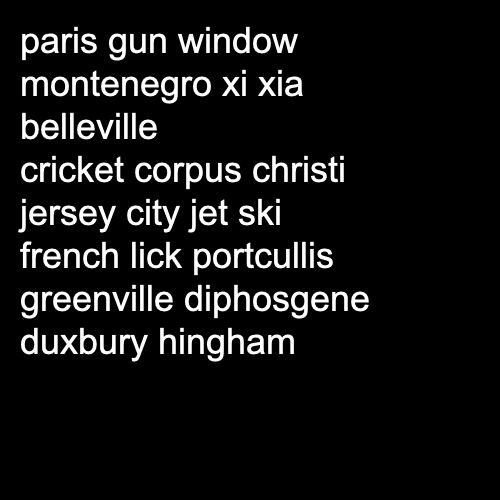 paris gun window
montenegro xi xia
belleville
cricket corpus christi
jersey city jet ski
french lick portcullis
greenville diphosgene
duxbury hingham